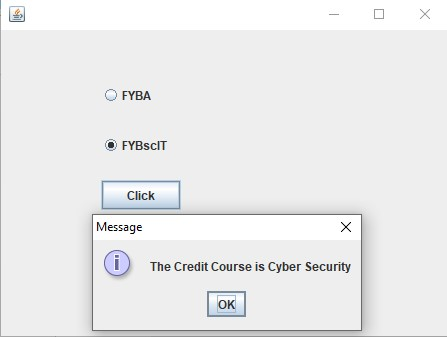 FYBA
FYBscIT
Click
Message
The Credit Course is Cyber Security
OK